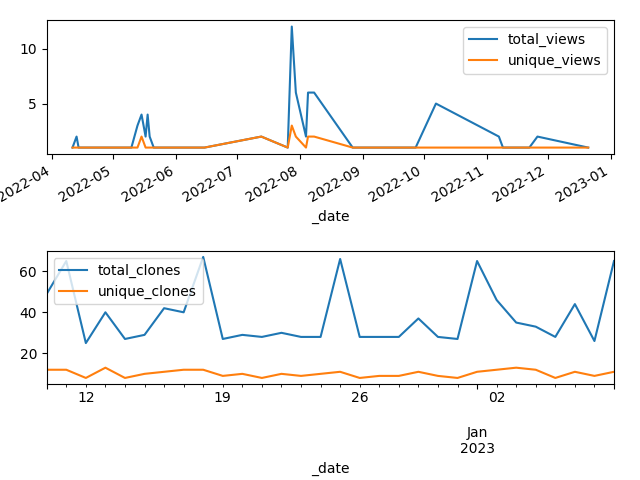 10
5
total_views
unique_views
2022-04
2022-05
2022-06
2022-07
2022-08
2022-09
2022-10
2022-11
2022-12
2023-01
_date
60
40
20
total_clones
unique_clones
12
19
26
02
Jan
2023
_date